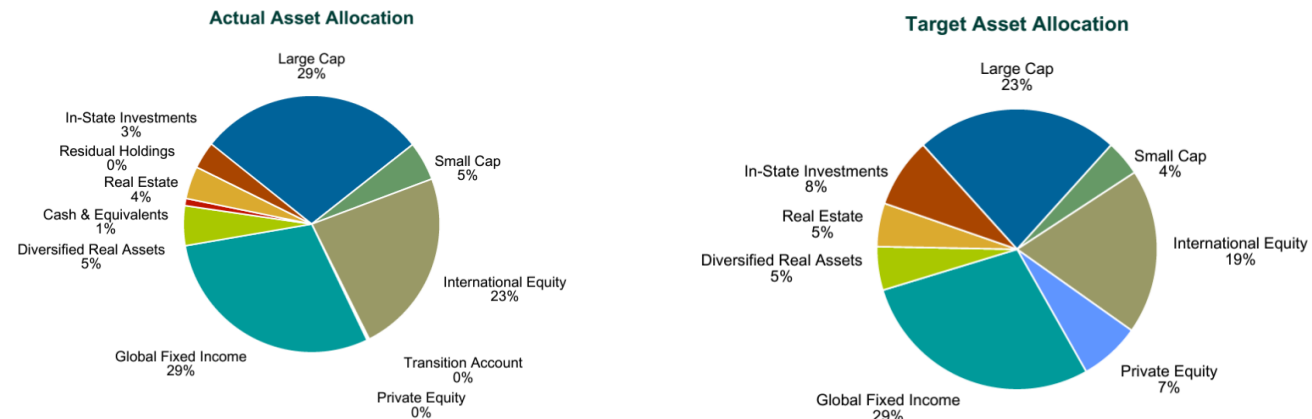 Actual Asset Allocation
Large Cap
29%
In-State Investments
3%
Residual Holdings
0%
Real Estate
4%
Cash & Equivalents
1%
Diversified Real Assets
5%
Small Cap
5%
International Equity
23%
Global Fixed Income
29%
Transition Account
0%
Private Equity
0%
Target Asset Allocation
Large Cap
23%
In-State Investments
8%
Real Estate
5%
Diversified Real Assets
5%
Small Cap
4%
International Equity
19%
Private Equity
7%
Global Fixed Income
29%